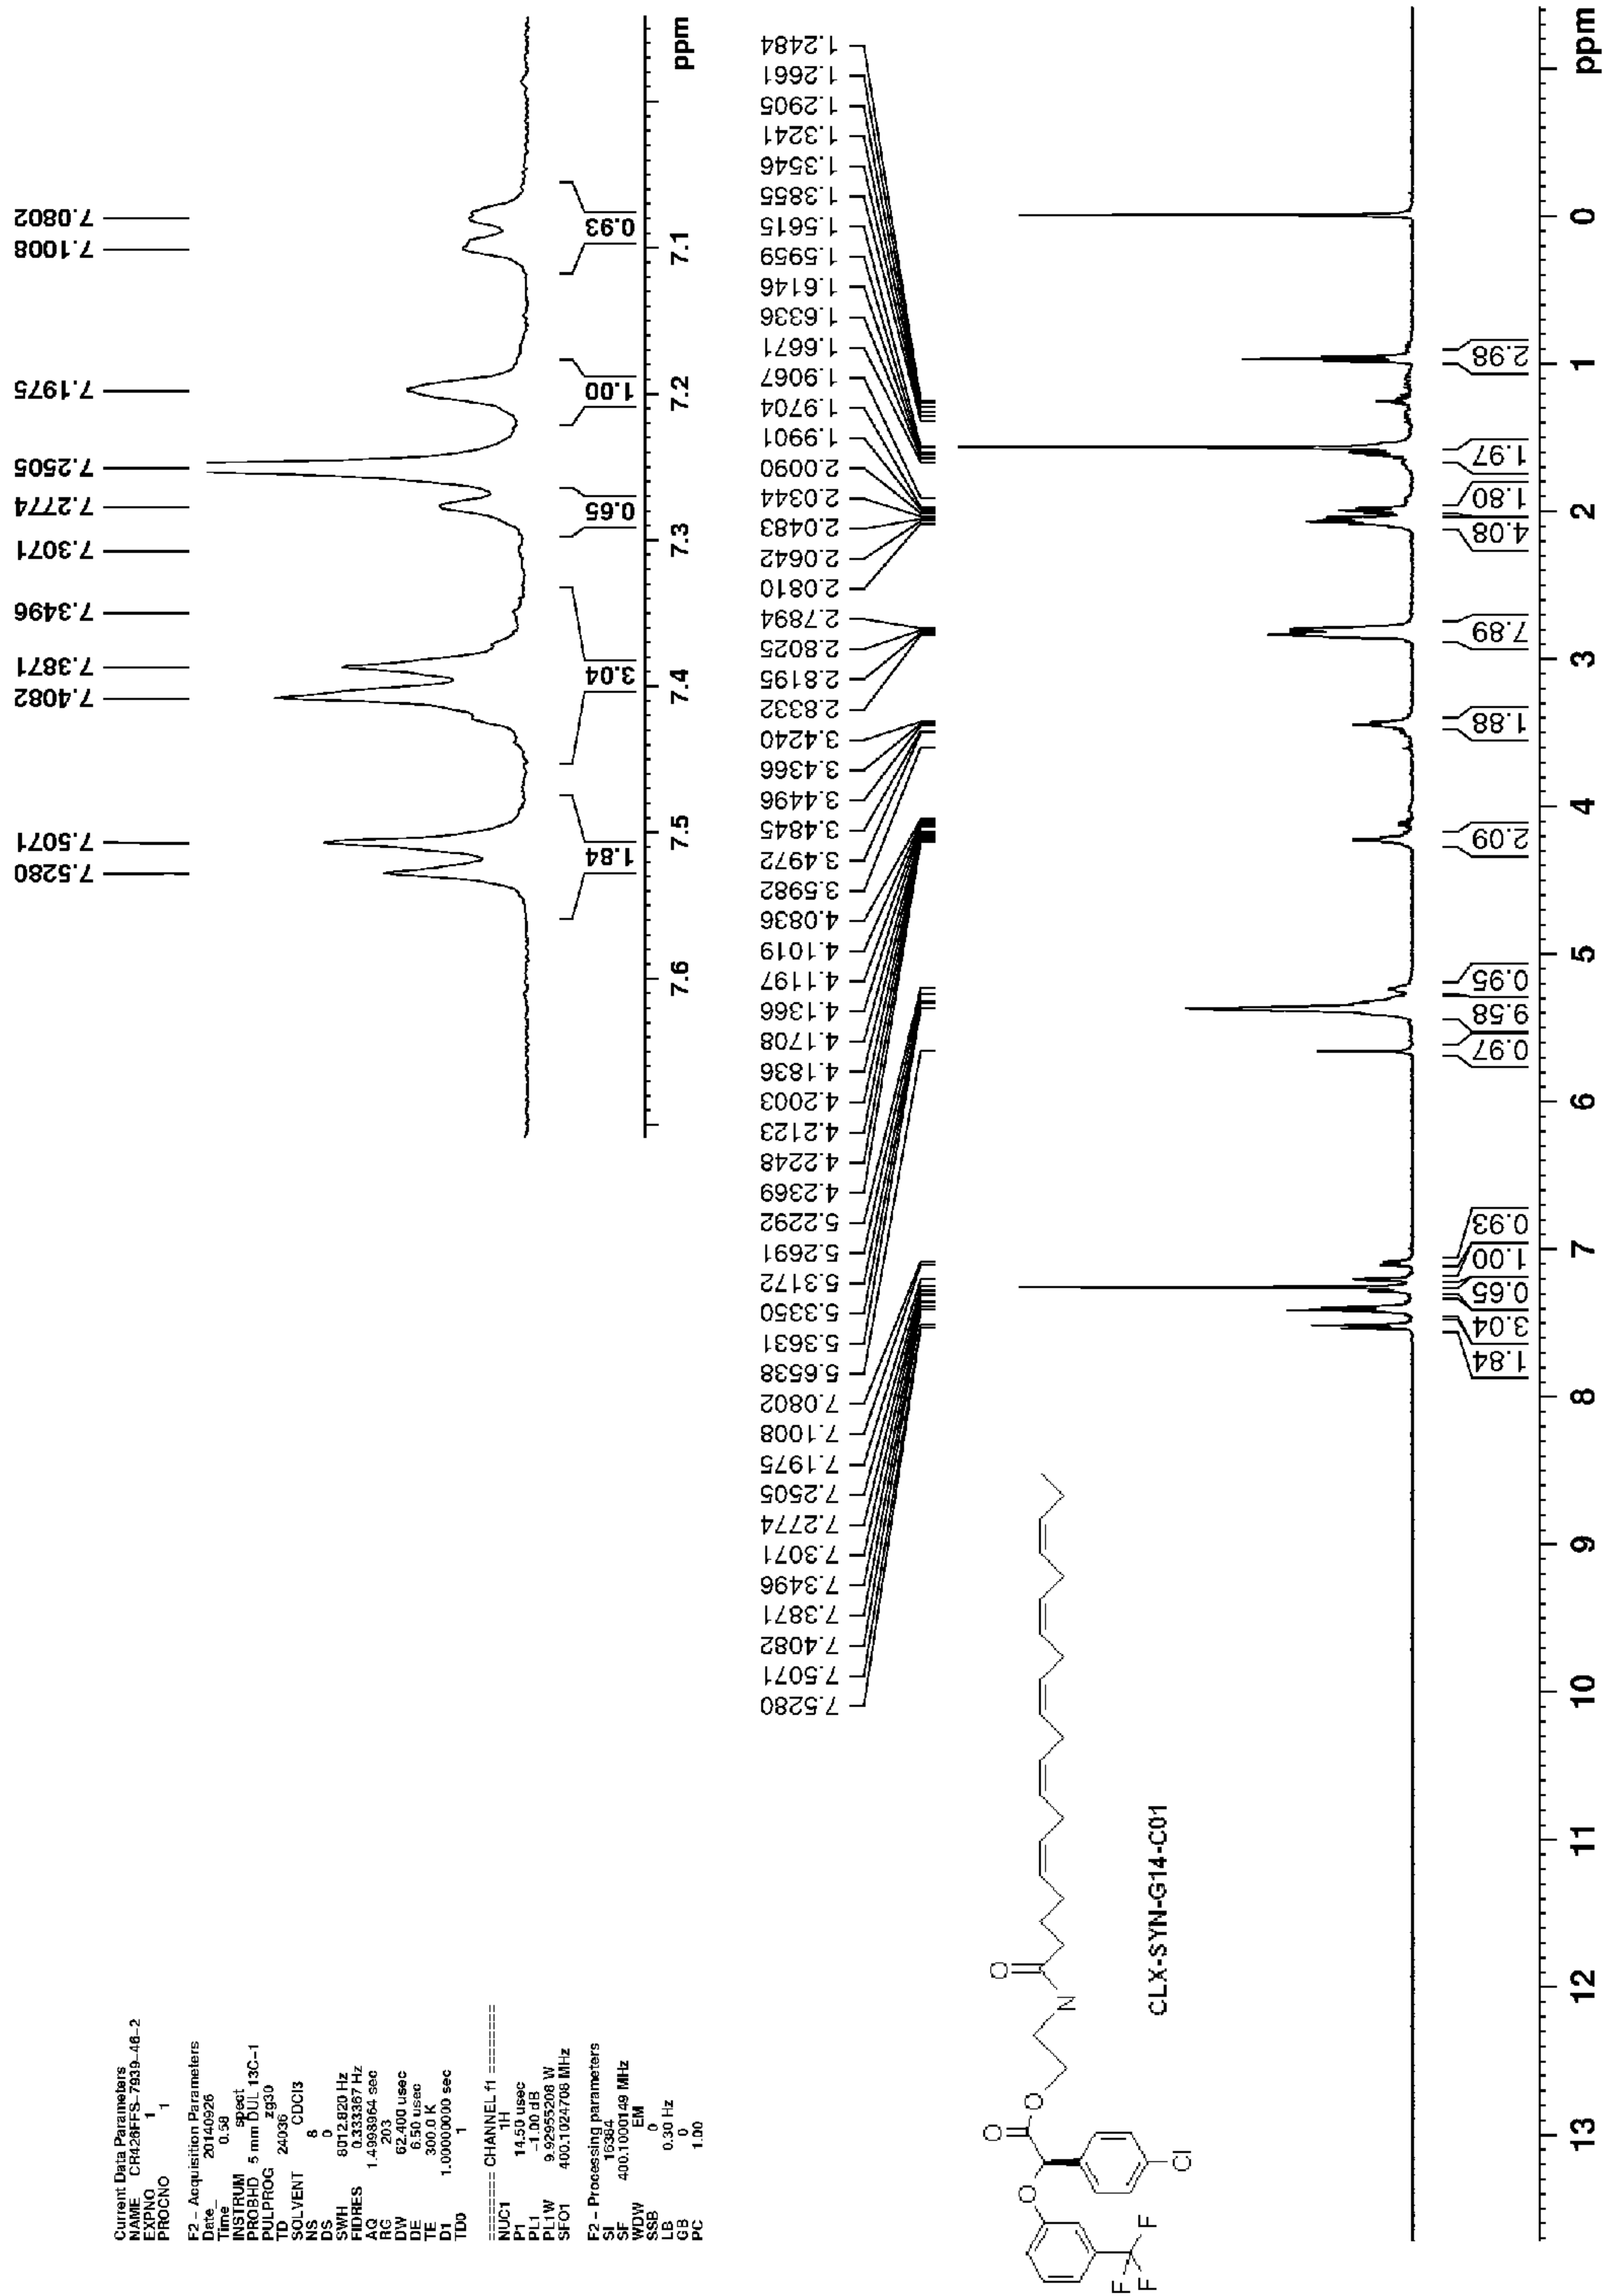 Current Data Parameters
NAME CR426FFS-7939-46-2
EXPNO 1
PROCNO 1
F2 - Acquisition Parameters
Date_ 20140926
Time 0.58
INSTRUM spect
PROBHD 5 mm DUL 13C-1
PULPROG zg30
TD 24036
SOLVENT CDCl3
NS 8
DS 0
SWH 8012.820 Hz
FIDRES 0.333367 Hz
AQ 1.4998964 sec
RG 203
DW 62.400 usec
DE 6.50 usec
TE 300.0 K
D1 1.00000000 sec
TD0 1
======== CHANNEL f1 ========
NUC1 1H
P1 14.50 usec
PL1 -1.00 dB
PL1W 9.92955208 W
SFO1 400.1024708 MHz
F2 - Processing parameters
SI 16384
SF 400.1000149 MHz
WDW EM
SSB 0
LB 0.30 Hz
GB 0
PC 1.00
7.5280
7.5071
7.4082
7.3871
7.3496
7.3071
7.2774
7.2505
7.1975
7.1008
7.0802
1.84
3.04
0.65
1.00
0.93
7.6 7.5 7.4 7.3 7.2 7.1 ppm
7.5280
7.5071
7.4082
7.3871
7.3496
7.3071
7.2774
7.2505
7.1975
7.1008
7.0802
5.6538
5.3631
5.3350
5.3172
5.2691
5.2292
4.2369
4.2248
4.2123
4.2003
4.1836
4.1708
4.1366
4.1197
4.1019
4.0836
3.5982
3.4972
3.4845
3.4496
3.4366
3.4240
2.8332
2.8195
2.8025
2.7894
2.0810
2.0642
2.0483
2.0344
2.0090
1.9901
1.9704
1.9067
1.6671
1.6336
1.6146
1.5959
1.5615
1.3855
1.3546
1.3241
1.2905
1.2661
1.2484
O
N
O
O
O
Cl
F
F
F
CLX-SYN-G14-C01
1.84
3.04
0.65
1.00
0.93
0.97
9.58
0.95
2.09
1.88
7.89
4.08
1.80
1.97
2.98
13 12 11 10 9 8 7 6 5 4 3 2 1 0 ppm